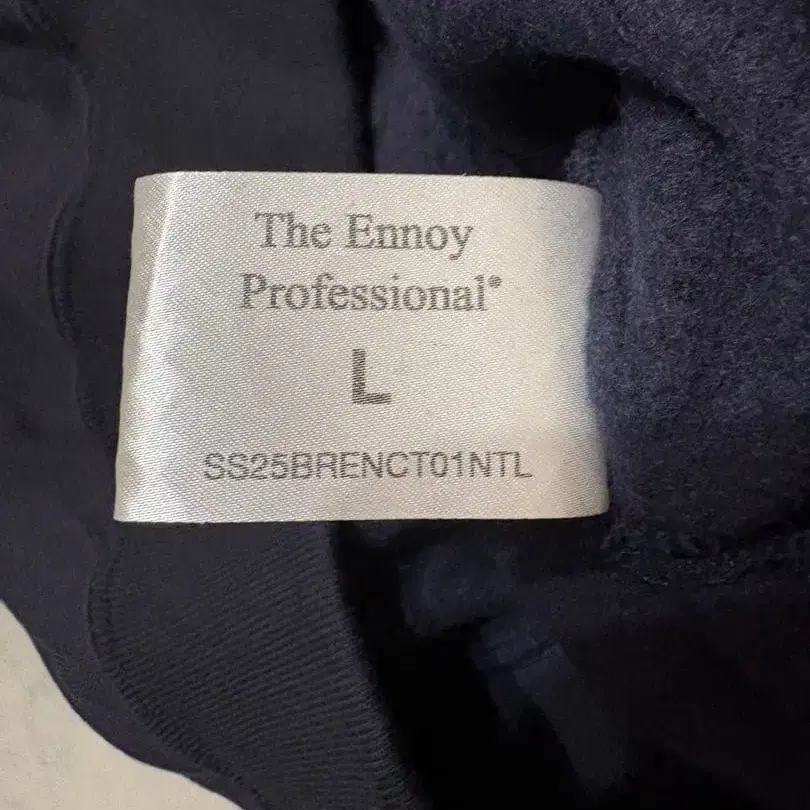 The Ennoy
Professional®
L
SS25BRENCT01NTL